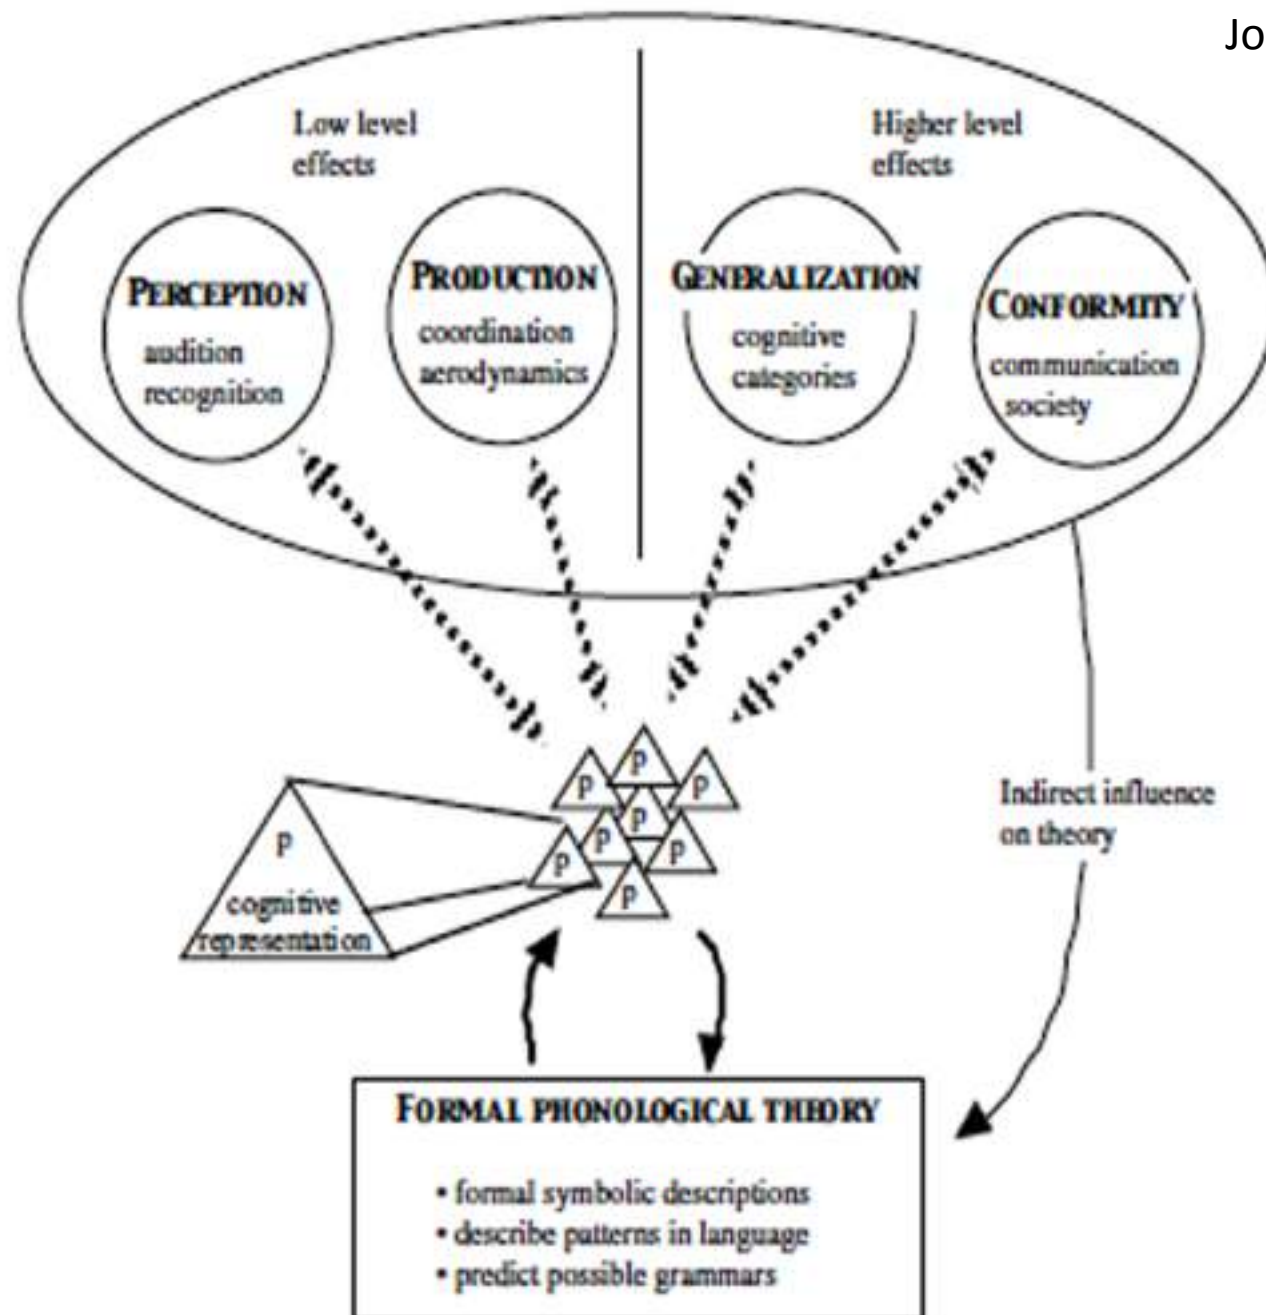 Jo
Low level
effects
Higher level
effects
PERCEPTION
audition
recognition
PRODUCTION
coordination
aerodynamics
GENERALIZATION
cognitive
categories
CONFORMITY
communication
society
p
p
p
p
p
p
p
p
p
cognitive
representation
Indirect influence
on theory
FORMAL PHONOLOGICAL THEORY
• formal symbolic descriptions
• describe patterns in language
• predict possible grammars